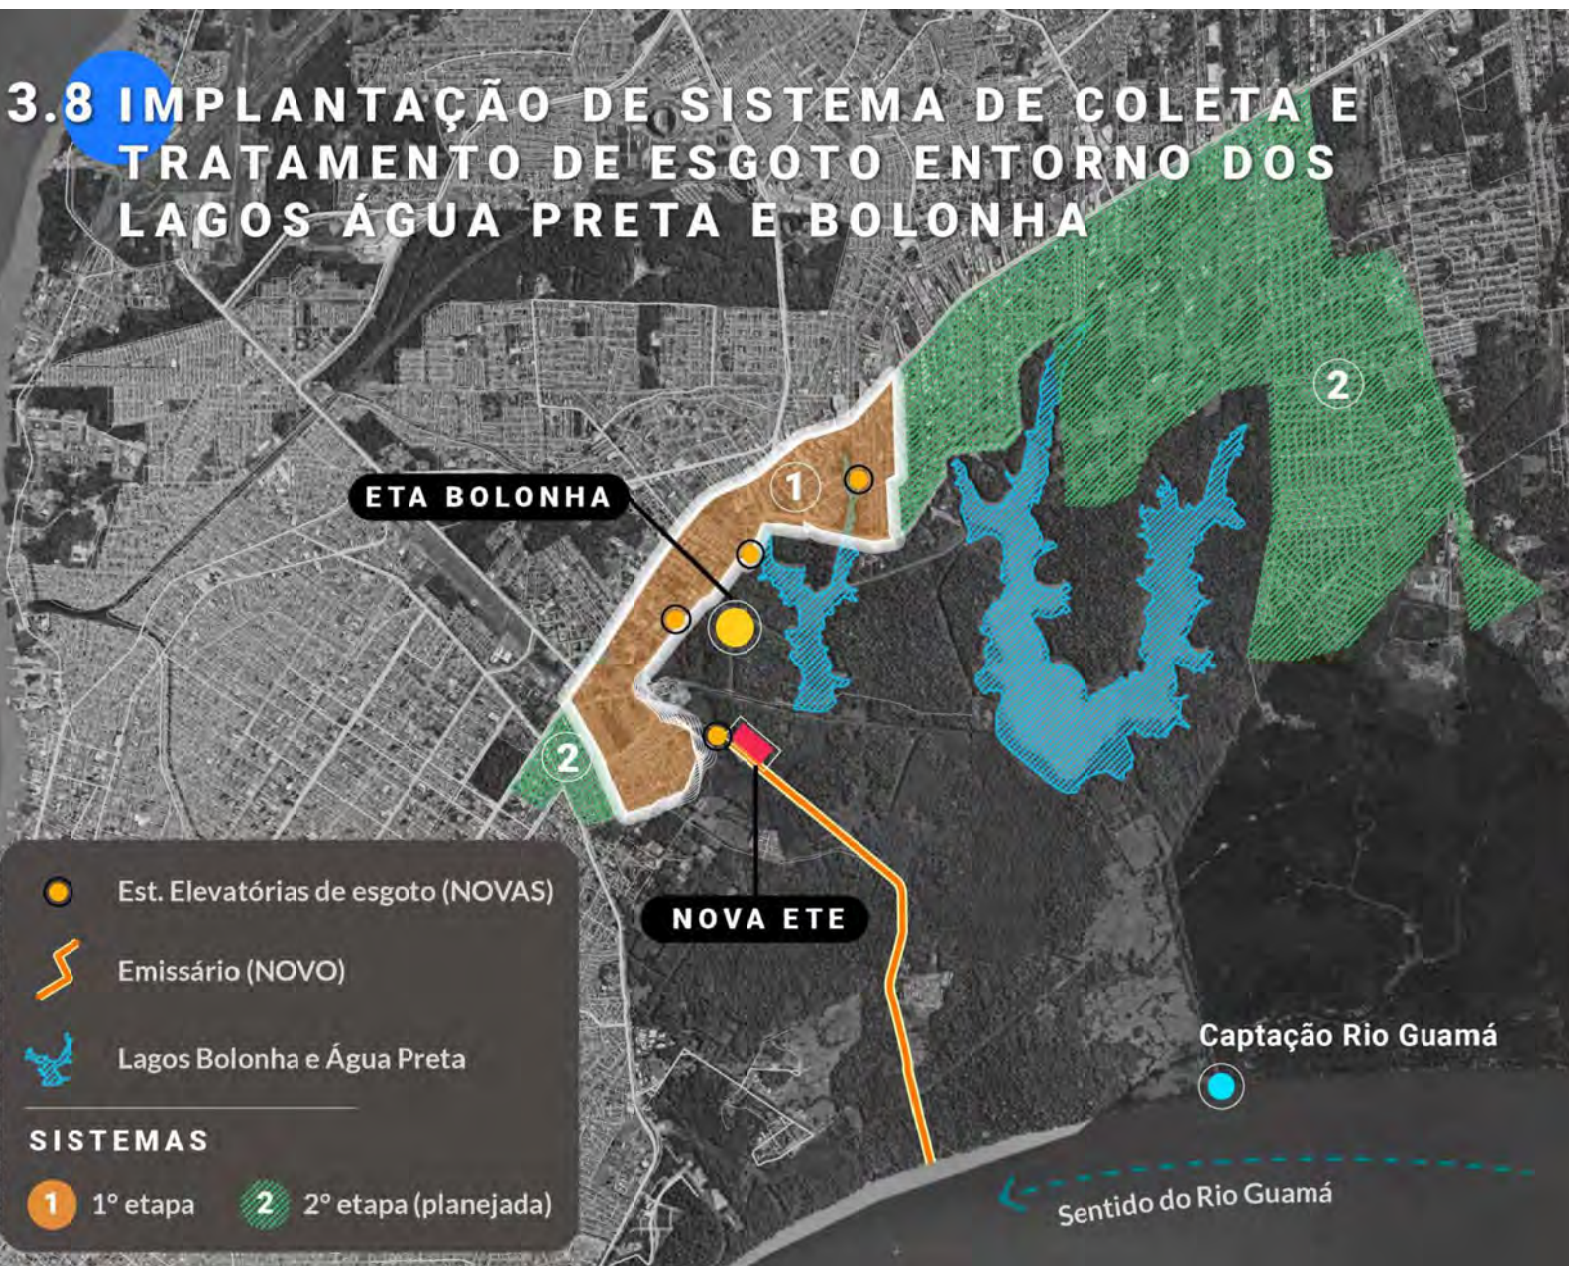 3.8 IMPLANTAÇÃO DE SISTEMA DE COLETA E
TRATAMENTO DE ESGOTO ENTORNO DOS
LAGOS ÁGUA PRETA E BOLONHA
2
1
ETA BOLONHA
2
NOVA ETE
Est. Elevatórias de esgoto (NOVAS)
Emissário (NOVO)
Lagos Bolonha e Água Preta
SISTEMAS
1 1° etapa 2 2° etapa (planejada)
Captação Rio Guamá
Sentido do Rio Guamá